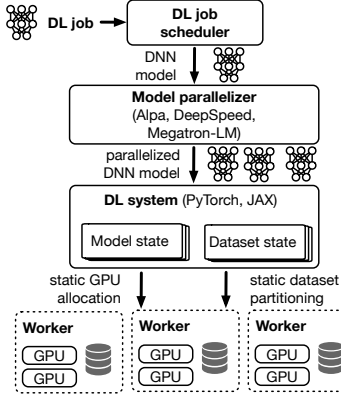 DL job
DL job
scheduler
DNN
model
Model parallelizer
(Alpa, DeepSpeed,
Megatron-LM)
parallelized
DNN model
DL system (PyTorch, JAX)
Model state
Dataset state
static GPU
allocation
static dataset
partitioning
Worker
GPU
GPU
Worker
GPU
GPU
Worker
GPU
GPU